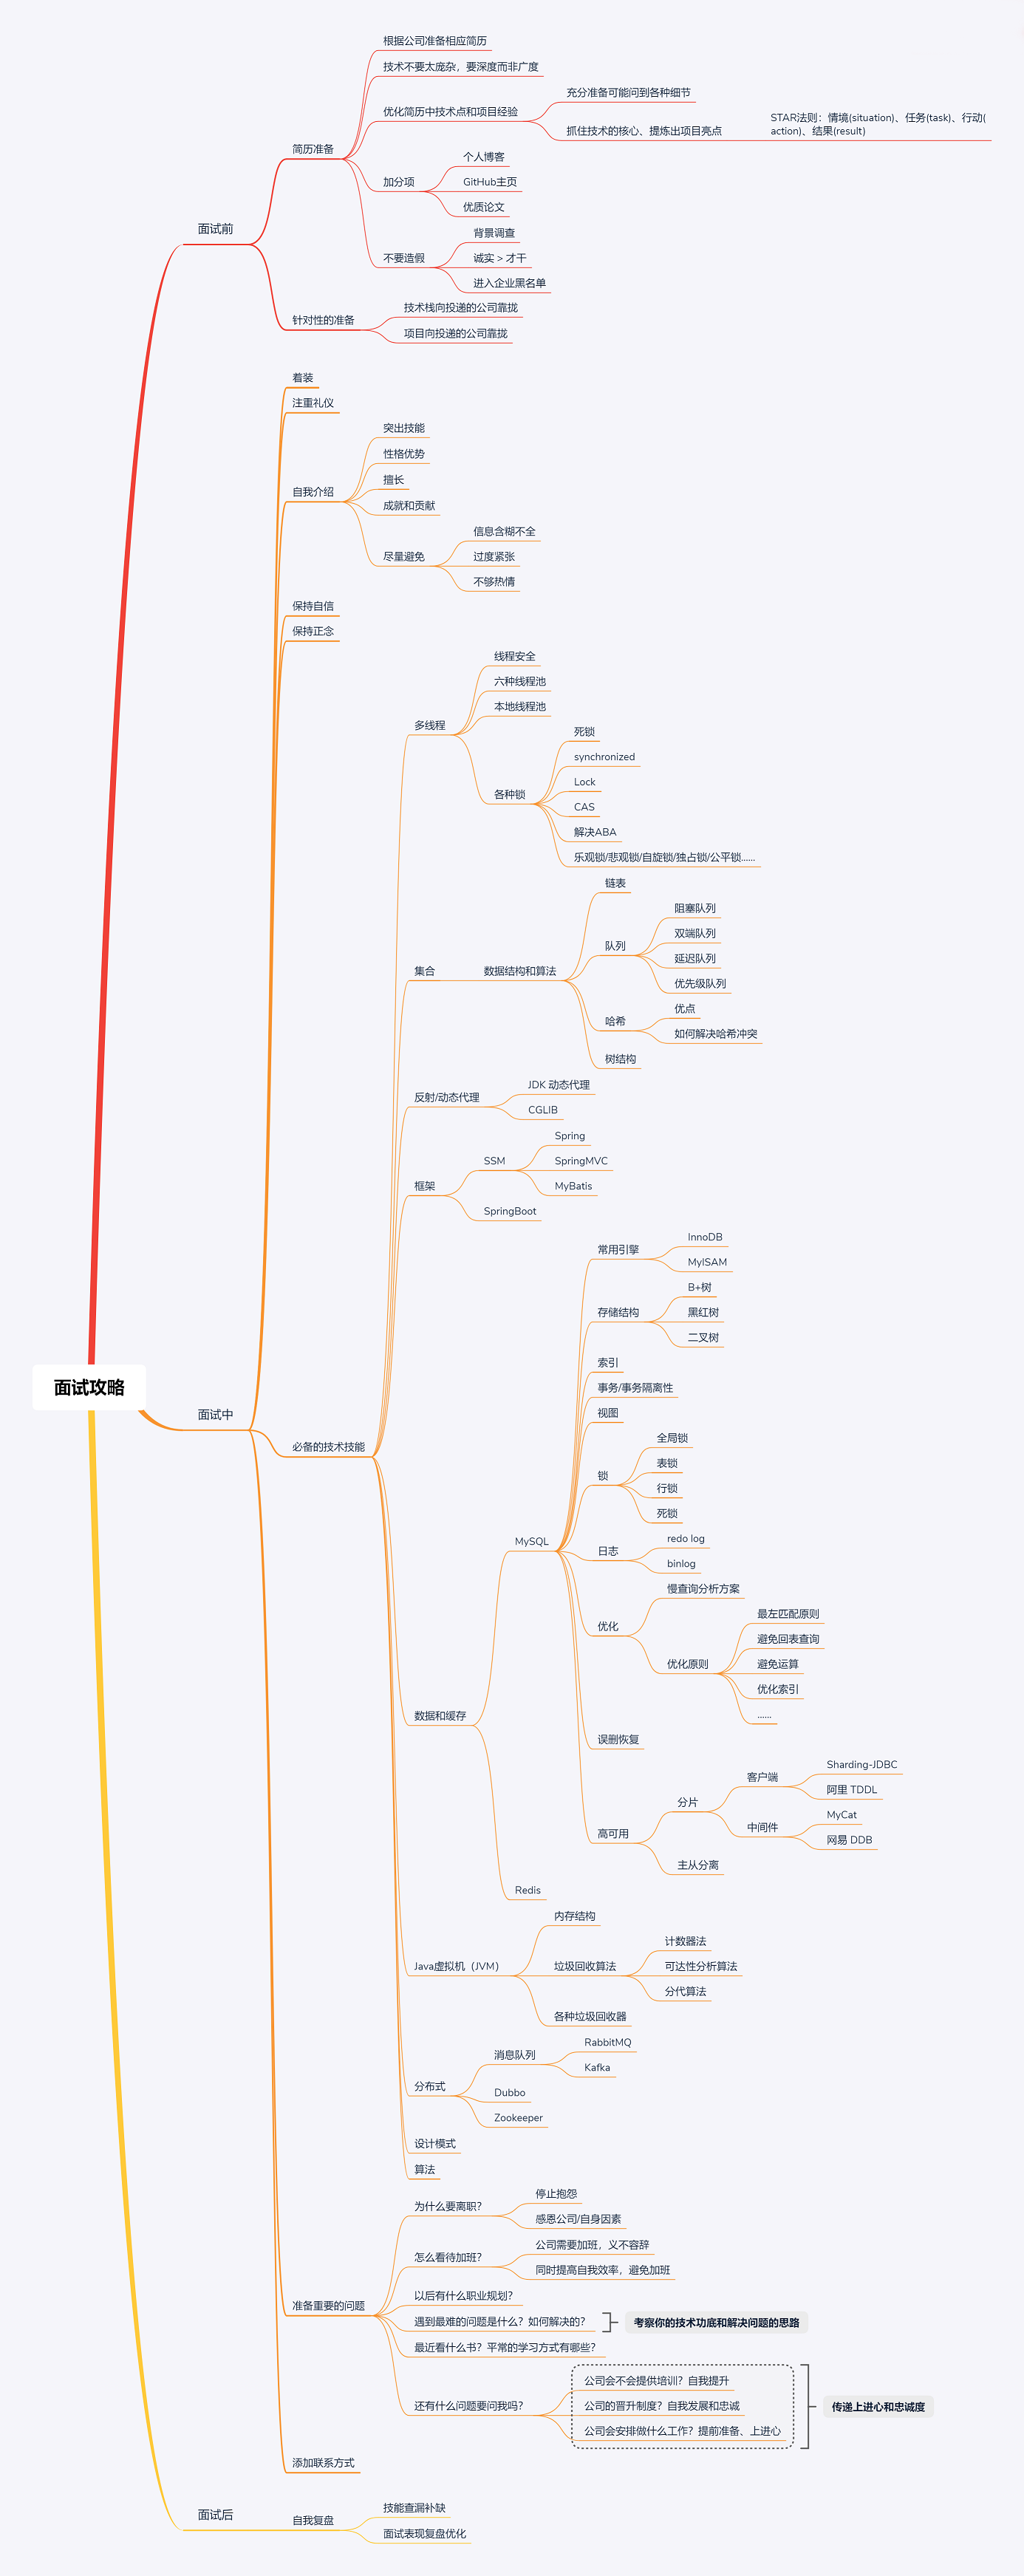 根据公司准备相应简历
技术不要太庞杂，要深度而非广度
充分准备可能问到各种细节
优化简历中技术点和项目经验
STAR法则：情境(situation)、任务(task)、行动(
action)、结果(result)
抓住技术的核心、提炼出项目亮点
简历准备
个人博客
加分项
GitHub主页
优质论文
面试前
背景调查
不要造假
诚实 > 才干
进入企业黑名单
技术栈向投递的公司靠拢
针对性的准备
项目向投递的公司靠拢
着装
注重礼仪
突出技能
性格优势
擅长
自我介绍
成就和贡献
信息含糊不全
尽量避免
过度紧张
不够热情
保持自信
保持正念
线程安全
六种线程池
本地线程池
多线程
死锁
synchronized
Lock
各种锁
CAS
解决ABA
乐观锁/悲观锁/自旋锁/独占锁/公平锁......
链表
阻塞队列
双端队列
队列
延迟队列
集合
数据结构和算法
优先级队列
优点
哈希
如何解决哈希冲突
树结构
JDK 动态代理
反射/动态代理
CGLIB
Spring
SSM
SpringMVC
框架
MyBatis
SpringBoot
InnoDB
常用引擎
MyISAM
B+树
存储结构
黑红树
二叉树
索引
面试攻略
事务/事务隔离性
视图
面试中
全局锁
必备的技术技能
表锁
锁
行锁
死锁
MySQL
redo log
日志
binlog
慢查询分析方案
最左匹配原则
优化
避免回表查询
优化原则
避免运算
优化索引
......
数据和缓存
误删恢复
Sharding-JDBC
客户端
阿里 TDDL
分片
MyCat
中间件
高可用
网易 DDB
主从分离
Redis
内存结构
计数器法
Java虚拟机（JVM）
垃圾回收算法
可达性分析算法
分代算法
各种垃圾回收器
RabbitMQ
消息队列
Kafka
分布式
Dubbo
Zookeeper
设计模式
算法
停止抱怨
为什么要离职？
感恩公司/自身因素
公司需要加班，义不容辞
怎么看待加班？
同时提高自我效率，避免加班
以后有什么职业规划？
准备重要的问题
遇到最难的问题是什么？如何解决的？
考察你的技术功底和解决问题的思路
最近看什么书？平常的学习方式有哪些？
公司会不会提供培训？自我提升
还有什么问题要问我吗？
公司的晋升制度？自我发展和忠诚
传递上进心和忠诚度
公司会安排做什么工作？提前准备、上进心
添加联系方式
技能查漏补缺
面试后
自我复盘
面试表现复盘优化